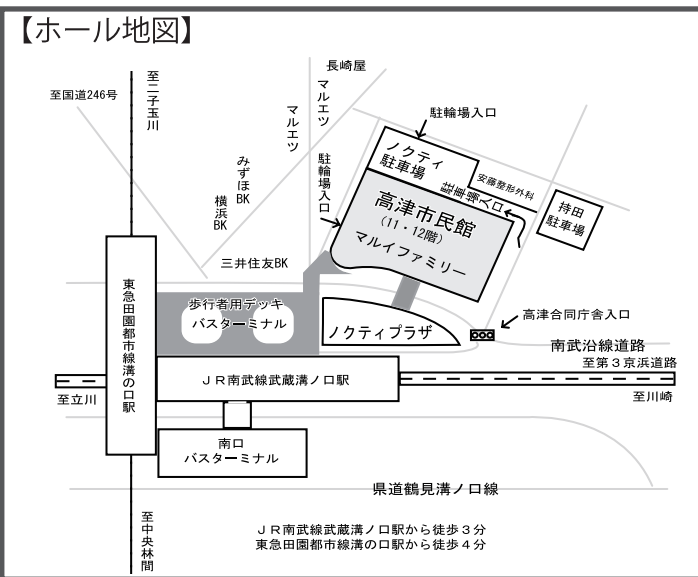 【ホール地図】
長崎屋
至国道246号
至二子玉川
マルエツ
マルエツ
駐輪場入口
みずほBK
横浜BK
駐輪場入口
ノクティ
駐車場
安藤整形外科
駐車場入口
持田
駐車場
高津市民館
(11・12階)
マルイファミリー
三井住友BK
歩行者用デッキ
バスターミナル
ノクティプラザ
高津合同庁舎入口
南武沿線道路
至第3京浜道路
東急田園都市線溝の口駅
JR南武線武蔵溝ノ口駅
至立川
至川崎
南口
バスターミナル
県道鶴見溝ノ口線
至中央林間
JR南武線武蔵溝ノ口駅から徒歩3分
東急田園都市線溝の口駅から徒歩4分